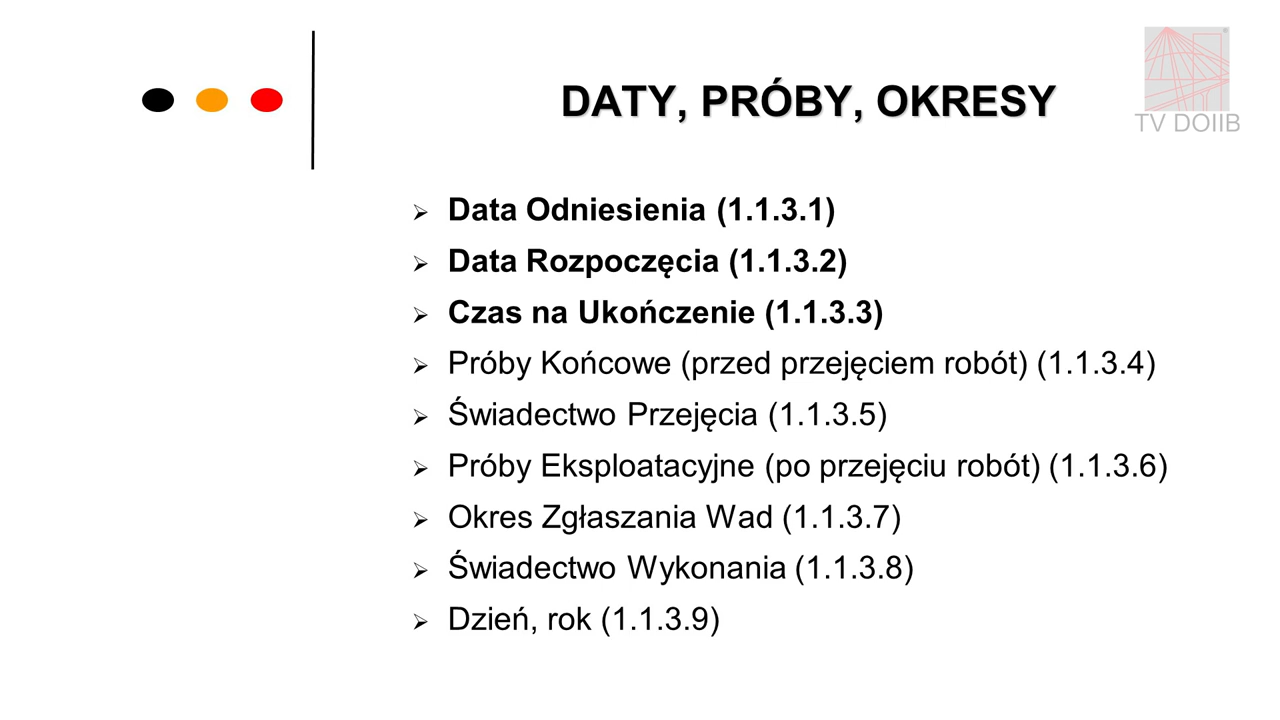 DATY, PRÓBY, OKRESY
TV DOIIB
Data Odniesienia (1.1.3.1)
Data Rozpoczęcia (1.1.3.2)
Czas na Ukończenie (1.1.3.3)
Próby Końcowe (przed przejęciem robót) (1.1.3.4)
Świadectwo Przejęcia (1.1.3.5)
Próby Eksploatacyjne (po przejęciu robót) (1.1.3.6)
Okres Zgłaszania Wad (1.1.3.7)
Świadectwo Wykonania (1.1.3.8)
Dzień, rok (1.1.3.9)